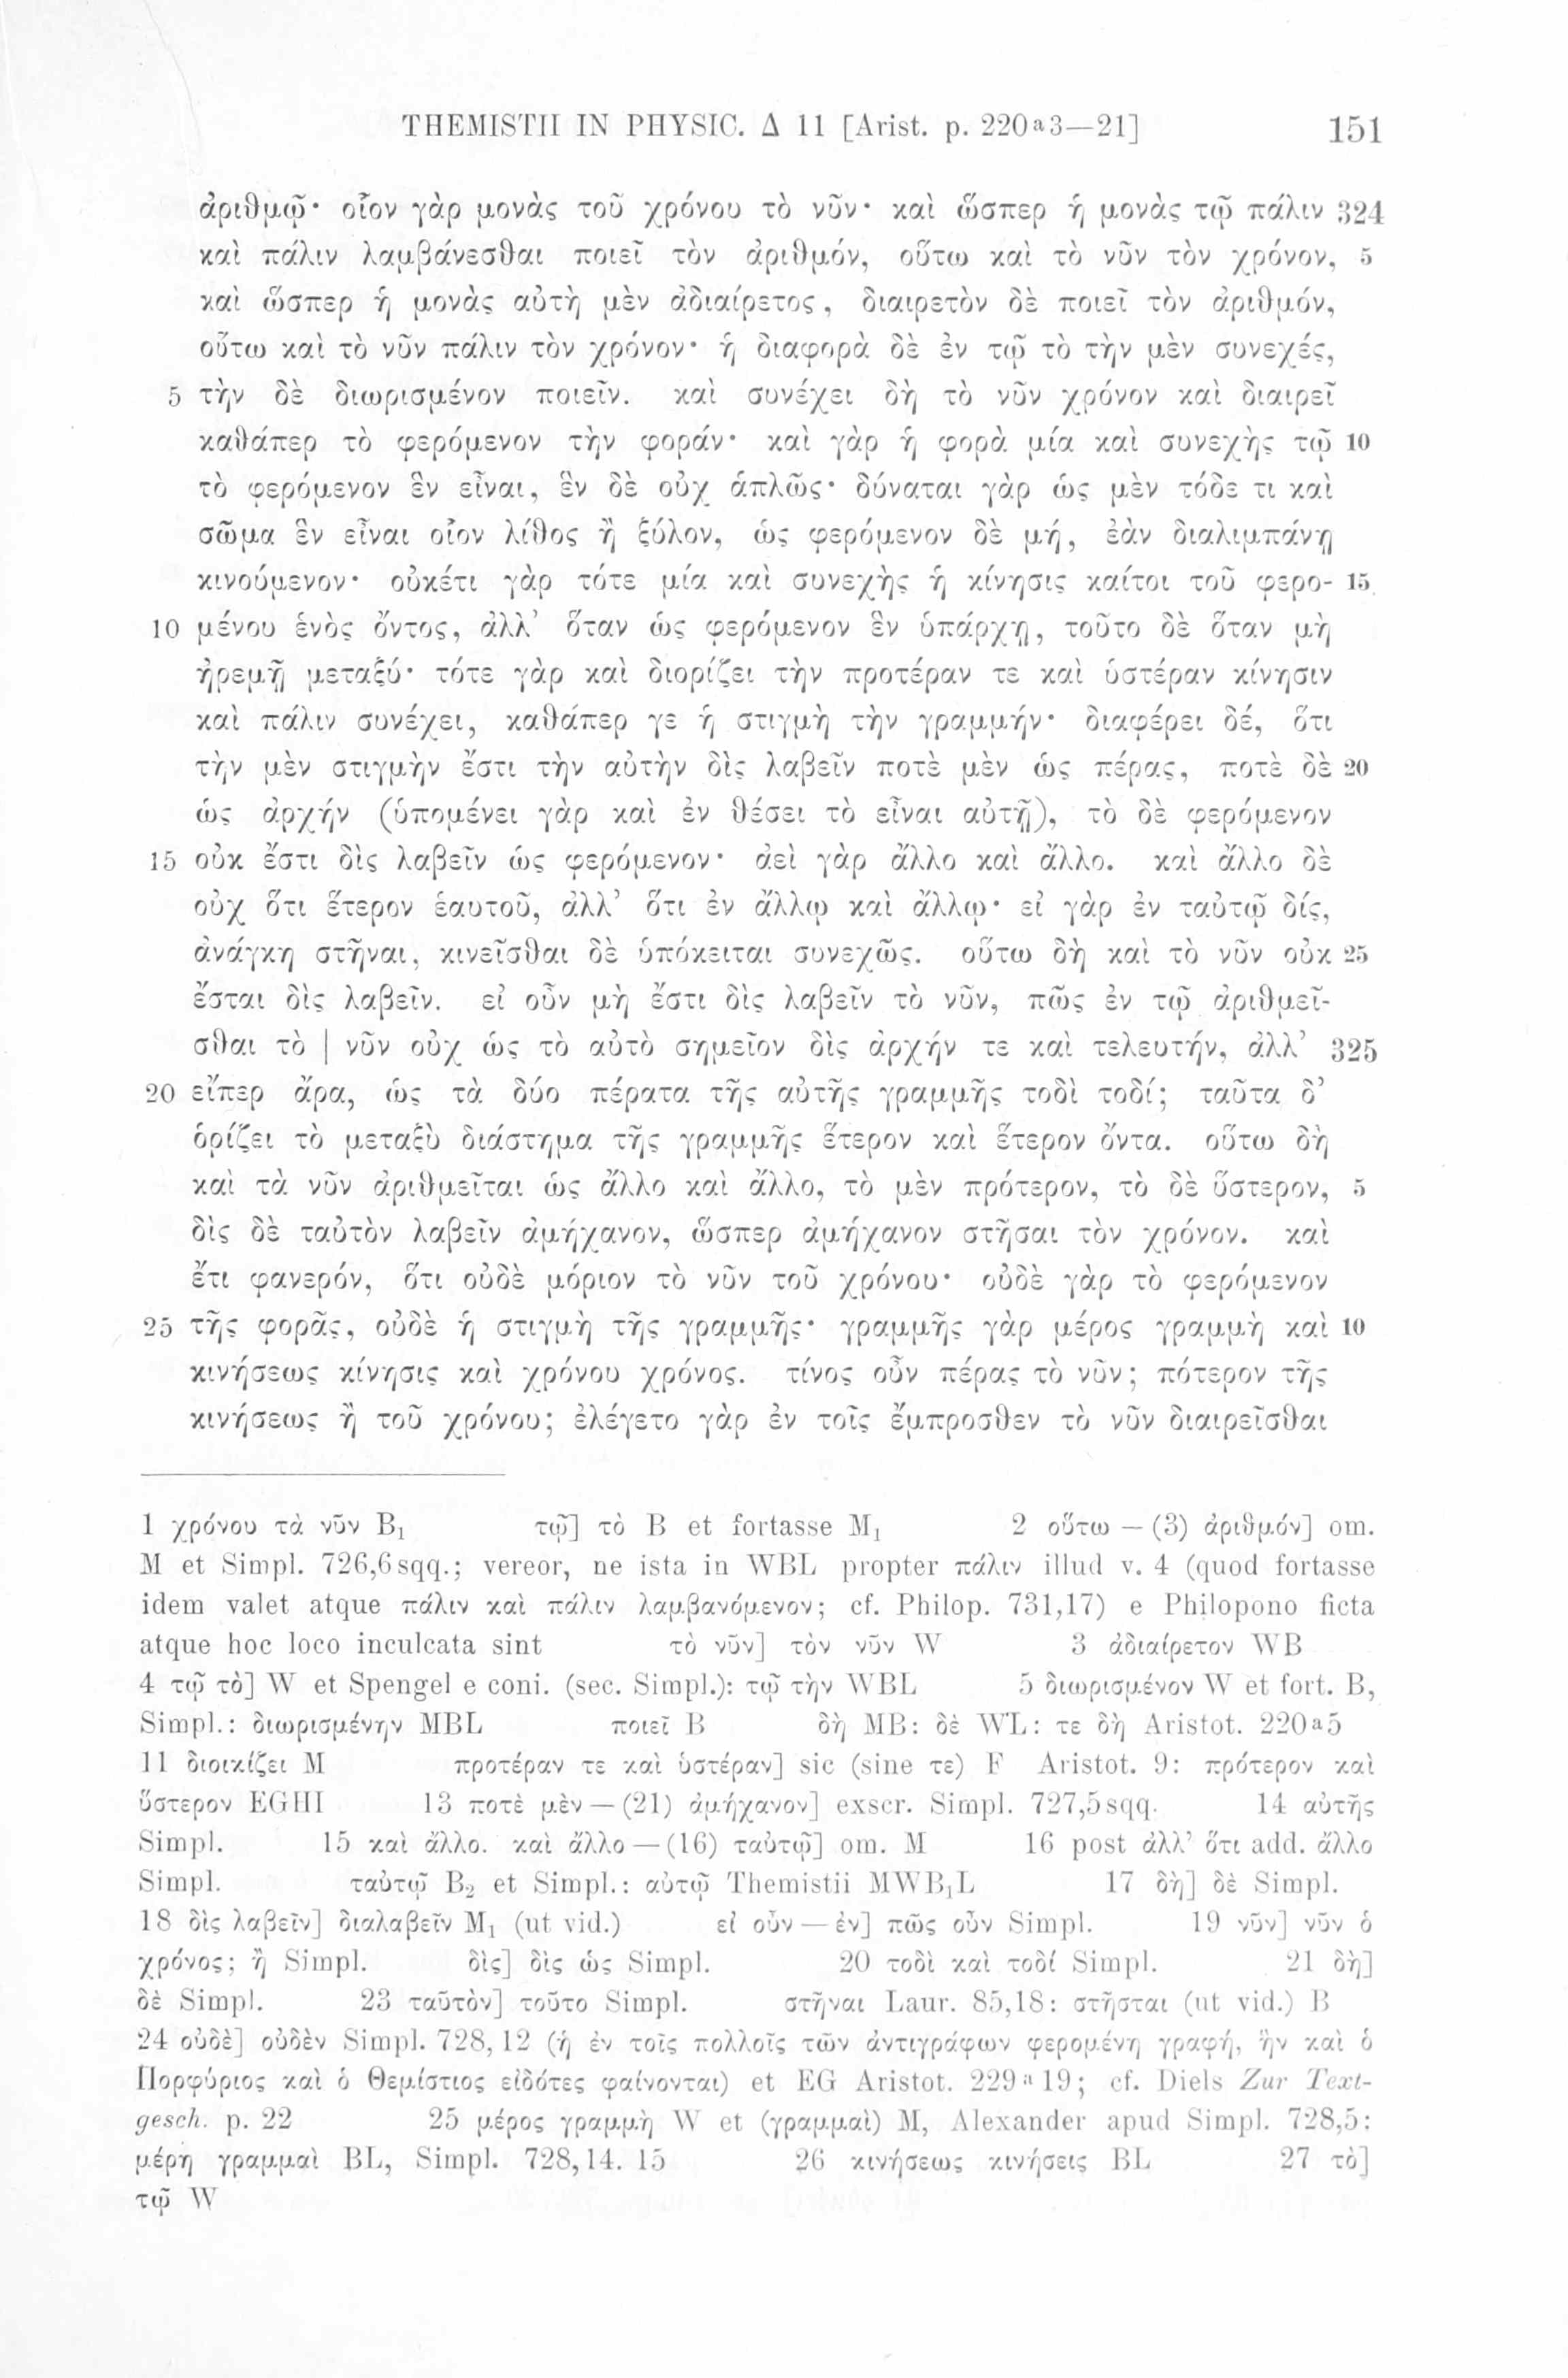 THEMISTII IN PHYSIC. Δ 11 [Arist. p. 220ᵃ3—21] 151
ἀριθμῷ· οἷον γὰρ μονὰς τοῦ χρόνου τὸ νῦν· καὶ ὥσπερ ἡ μονὰς τῷ πάλιν 324
καὶ πάλιν λαμβάνεσθαι ποιεῖ τὸν ἀριθμόν, οὕτω καὶ τὸ νῦν τὸν χρόνον, 5
καὶ ὥσπερ ἡ μονὰς αὐτὴ μὲν ἀδιαίρετος, διαιρετὸν δὲ ποιεῖ τὸν ἀριθμόν,
οὕτω καὶ τὸ νῦν πάλιν τὸν χρόνον· ἡ διαφορὰ δὲ ἐν τῷ τὸ τὴν μὲν συνεχές,
5 τὴν δὲ διωρισμένον ποιεῖν. καὶ συνέχει δὴ τὸ νῦν χρόνον καὶ διαιρεῖ
καθάπερ τὸ φερόμενον τὴν φοράν· καὶ γὰρ ἡ φορὰ μία καὶ συνεχὴς τῷ 10
τὸ φερόμενον ἓν εἶναι, ἓν δὲ οὐχ ἁπλῶς· δύναται γὰρ ὡς μὲν τόδε τι καὶ
σῶμα ἓν εἶναι οἷον λίθος ἢ ξύλον, ὡς φερόμενον δὲ μή, ἐὰν διαλιμπάνῃ
κινούμενον· οὐκέτι γὰρ τότε μία καὶ συνεχὴς ἡ κίνησις καίτοι τοῦ φερο- 15
10 μένου ἑνὸς ὄντος, ἀλλ’ ὅταν ὡς φερόμενον ἓν ὑπάρχῃ, τοῦτο δὲ ὅταν μὴ
ἠρεμῇ μεταξύ· τότε γὰρ καὶ διορίζει τὴν προτέραν τε καὶ ὑστέραν κίνησιν
καὶ πάλιν συνέχει, καθάπερ γε ἡ στιγμὴ τὴν γραμμήν· διαφέρει δέ, ὅτι
τὴν μὲν στιγμὴν ἔστι τὴν αὐτὴν δὶς λαβεῖν ποτὲ μὲν ὡς πέρας, ποτὲ δὲ 20
ὡς ἀρχήν (ὑπομένει γὰρ καὶ ἐν θέσει τὸ εἶναι αὐτῇ), τὸ δὲ φερόμενον
15 οὐκ ἔστι δὶς λαβεῖν ὡς φερόμενον· ἀεὶ γὰρ ἄλλο καὶ ἄλλο. καὶ ἄλλο δὲ
οὐχ ὅτι ἕτερον ἑαυτοῦ, ἀλλ’ ὅτι ἐν ἄλλῳ καὶ ἄλλῳ· εἰ γὰρ ἐν ταὐτῷ δίς,
ἀνάγκη στῆναι, κινεῖσθαι δὲ ὑπόκειται συνεχῶς. οὕτω δὴ καὶ τὸ νῦν οὐκ 25
ἔσται δὶς λαβεῖν. εἰ οὖν μὴ ἔστι δὶς λαβεῖν τὸ νῦν, πῶς ἐν τῷ ἀριθμεῖ-
σθαι τὸ | νῦν οὐχ ὡς τὸ αὐτὸ σημεῖον δὶς ἀρχήν τε καὶ τελευτήν, ἀλλ’ 325
20 εἴπερ ἄρα, ὡς τὰ δύο πέρατα τῆς αὐτῆς γραμμῆς τοδὶ τοδί; ταῦτα δ’
ὁρίζει τὸ μεταξὺ διάστημα τῆς γραμμῆς ἕτερον καὶ ἕτερον ὄντα. οὕτω δὴ
καὶ τὰ νῦν ἀριθμεῖται ὡς ἄλλο καὶ ἄλλο, τὸ μὲν πρότερον, τὸ δὲ ὕστερον, 5
δὶς δὲ ταὐτὸν λαβεῖν ἀμήχανον, ὥσπερ ἀμήχανον στῆσαι τὸν χρόνον. καὶ
ἔτι φανερόν, ὅτι οὐδὲ μόριον τὸ νῦν τοῦ χρόνου· οὐδὲ γὰρ τὸ φερόμενον
25 τῆς φορᾶς, οὐδὲ ἡ στιγμὴ τῆς γραμμῆς· γραμμῆς γὰρ μέρος γραμμὴ καὶ 10
κινήσεως κίνησις καὶ χρόνου χρόνος. τίνος οὖν πέρας τὸ νῦν; πότερον τῆς
κινήσεως ἢ τοῦ χρόνου; ἐλέγετο γὰρ ἐν τοῖς ἔμπροσθεν τὸ νῦν διαιρεῖσθαι
1 χρόνου τὰ νῦν B₁ τῷ] τὸ B et fortasse M₁ 2 οὕτω — (3) ἀριθμόν] om.
M et Simpl. 726,6sqq.; vereor, ne ista in WBL propter πάλιν illud v. 4 (quod fortasse
idem valet atque πάλιν καὶ πάλιν λαμβανόμενον; cf. Philop. 731,17) e Philopono ficta
atque hoc loco inculcata sint τὸ νῦν] τὸν νῦν W 3 ἀδιαίρετον WB
4 τῷ τὸ] W et Spengel e coni. (sec. Simpl.): τῷ τὴν WBL 5 διωρισμένον W et fort. B,
Simpl.: διωρισμένην MBL ποιεῖ B δὴ MB: δὲ WL: τε δὴ Aristot. 220ᵃ5
11 διοικίζει M προτέραν τε καὶ ὑστέραν] sic (sine τε) F Aristot. 9: πρότερον καὶ
ὕστερον EGHI 13 ποτὲ μὲν — (21) ἀμήχανον] exscr. Simpl. 727,5sqq. 14 αὐτῆς
Simpl. 15 καὶ ἄλλο. καὶ ἄλλο — (16) ταὐτῷ] om. M 16 post ἀλλ’ ὅτι add. ἄλλο
Simpl. ταὐτῷ B₂ et Simpl.: αὐτῷ Themistii MWB₁L 17 δὴ] δὲ Simpl.
18 δὶς λαβεῖν] διαλαβεῖν M₁ (ut vid.) εἰ οὖν — ἐν] πῶς οὖν Simpl. 19 νῦν] νῦν ὁ
χρόνος; ἢ Simpl. δὶς] δὶς ὡς Simpl. 20 τοδὶ καὶ τοδί Simpl. 21 δὴ]
δὲ Simpl. 23 ταὐτὸν] τοῦτο Simpl. στῆναι Laur. 85,18: στῆσται (ut vid.) B
24 οὐδὲ] οὐδὲν Simpl. 728,12 (ἡ ἐν τοῖς πολλοῖς τῶν ἀντιγράφων φερομένη γραφή, ἣν καὶ ὁ
Πορφύριος καὶ ὁ Θεμίστιος εἰδότες φαίνονται) et EG Aristot. 229ᵃ19; cf. Diels Zur Text-
gesch. p. 22 25 μέρος γραμμὴ W et (γραμμαὶ) M, Alexander apud Simpl. 728,5:
μέρη γραμμαὶ BL, Simpl. 728,14. 15 26 κινήσεως κινήσεις BL 27 τὸ]
τῷ W